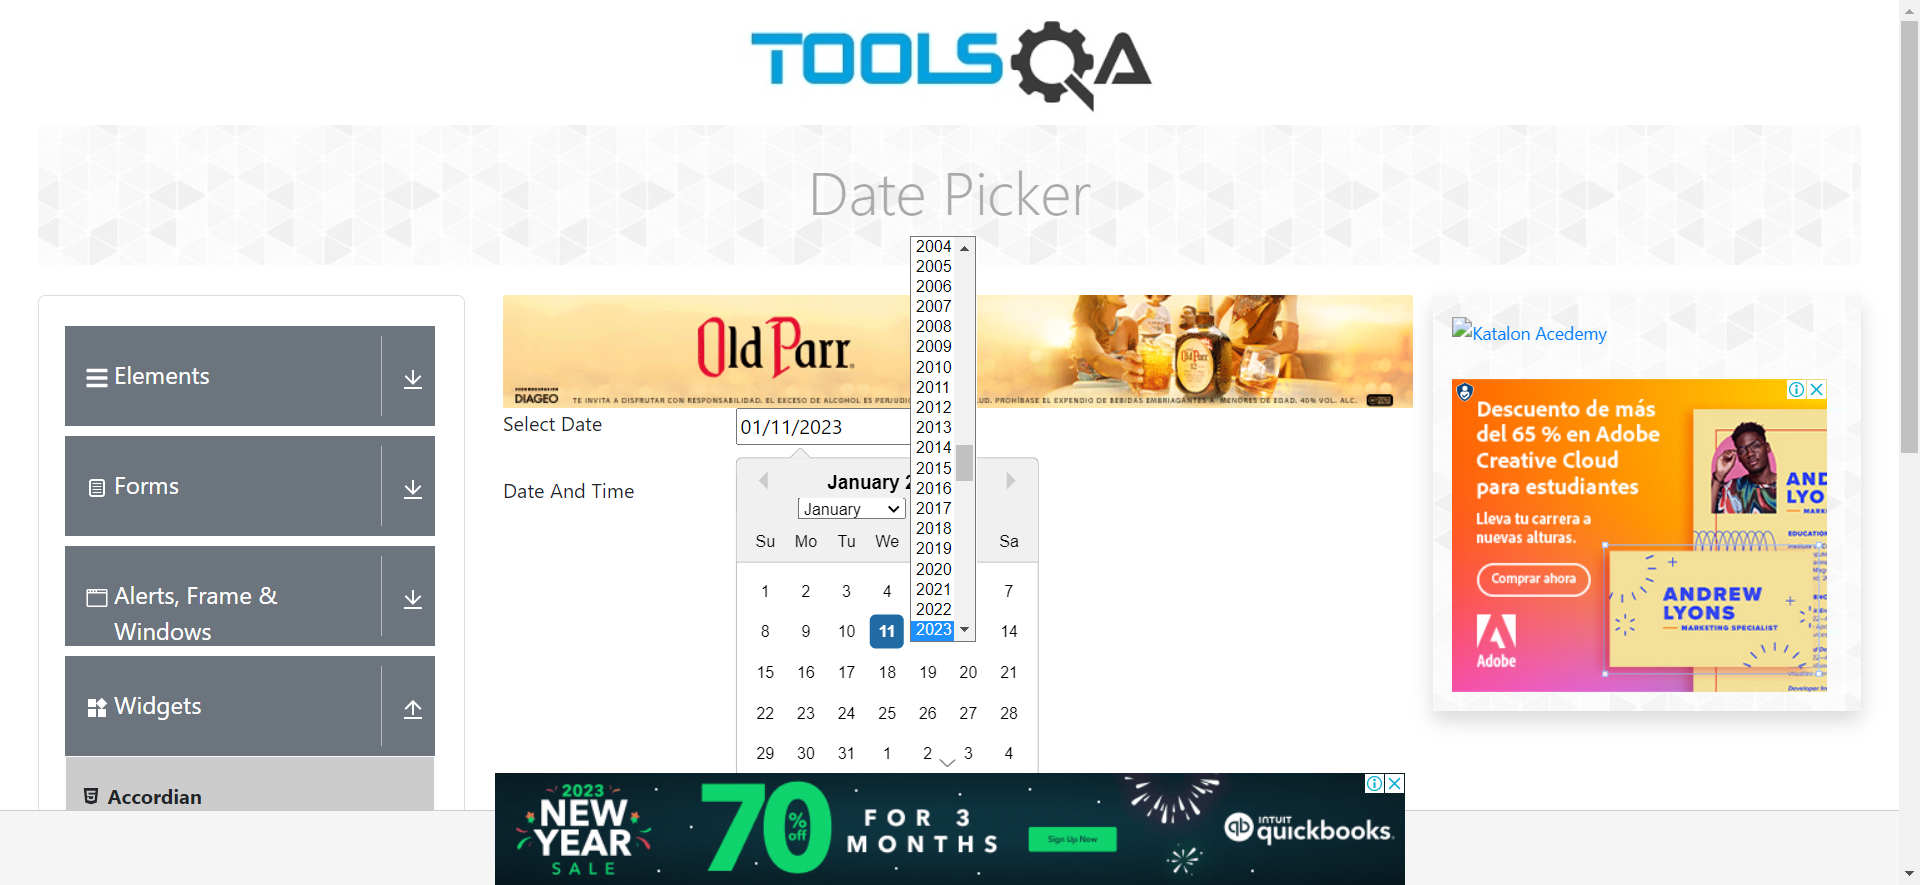 TOOLSQA
Date Picker
Elements
Forms
Alerts, Frame &
Windows
Widgets
Accordian
Old Parr.
DIAGEO
TE INVITA A DISFRUTAR CON RESPONSABILIDAD. EL EXCESO DE ALCOHOL ES PERJUDI
UD. PROHÍBASE EL EXPENDIO DE BEBIDAS EMBRIAGANTES A MENORES DE EDAD. 40% VOL. ALC.
Select Date
01/11/2023
Date And Time
January 2
January
Su Mo Tu We Sa
1 2 3 4 7
8 9 10 11 14
15 16 17 18 19 20 21
22 23 24 25 26 27 28
29 30 31 1 2 3 4
2004
2005
2006
2007
2008
2009
2010
2011
2012
2013
2014
2015
2016
2017
2018
2019
2020
2021
2022
2023
Katalon Acedemy
Descuento de más
del 65 % en Adobe
Creative Cloud
para estudiantes
Lleva tu carrera a
nuevas alturas.
Comprar ahora
Adobe
AND
LYO
MARK
EDUCATION
ANDREW
LYONS
MARKETING SPECIALIST
Developer In
2023
NEW
YEAR
SALE
70% off
FOR 3
MONTHS
Sign Up Now
INTUIT
quickbooks.